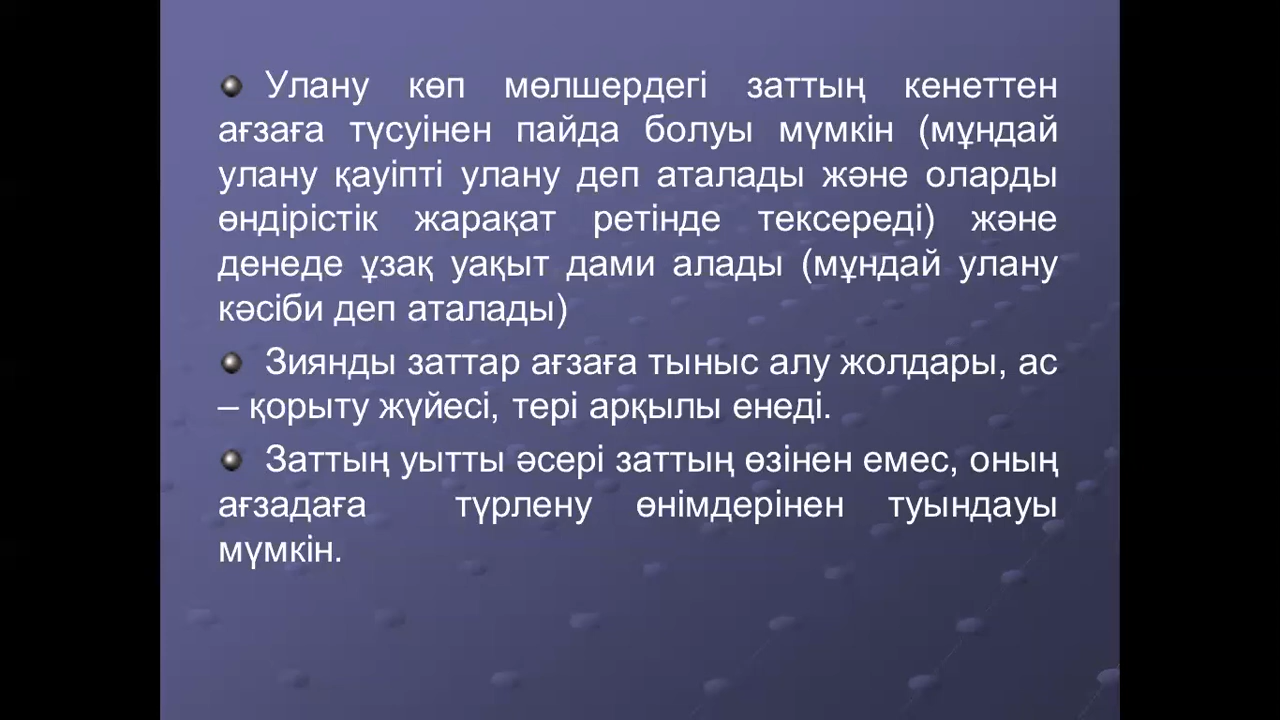 Улану көп мөлшердегі заттың кенеттен
ағзаға түсуінен пайда болуы мүмкін (мұндай
улану қауіпті улану деп аталады және оларды
өндірістік жарақат ретінде тексереді) және
денеде ұзақ уақыт дами алады (мұндай улану
кәсіби деп аталады)
Зиянды заттар ағзаға тыныс алу жолдары, ас
– қорыту жүйесі, тері арқылы енеді.
Заттың уытты әсері заттың өзінен емес, оның
ағзадаға түрлену өнімдерінен туындауы
мүмкін.